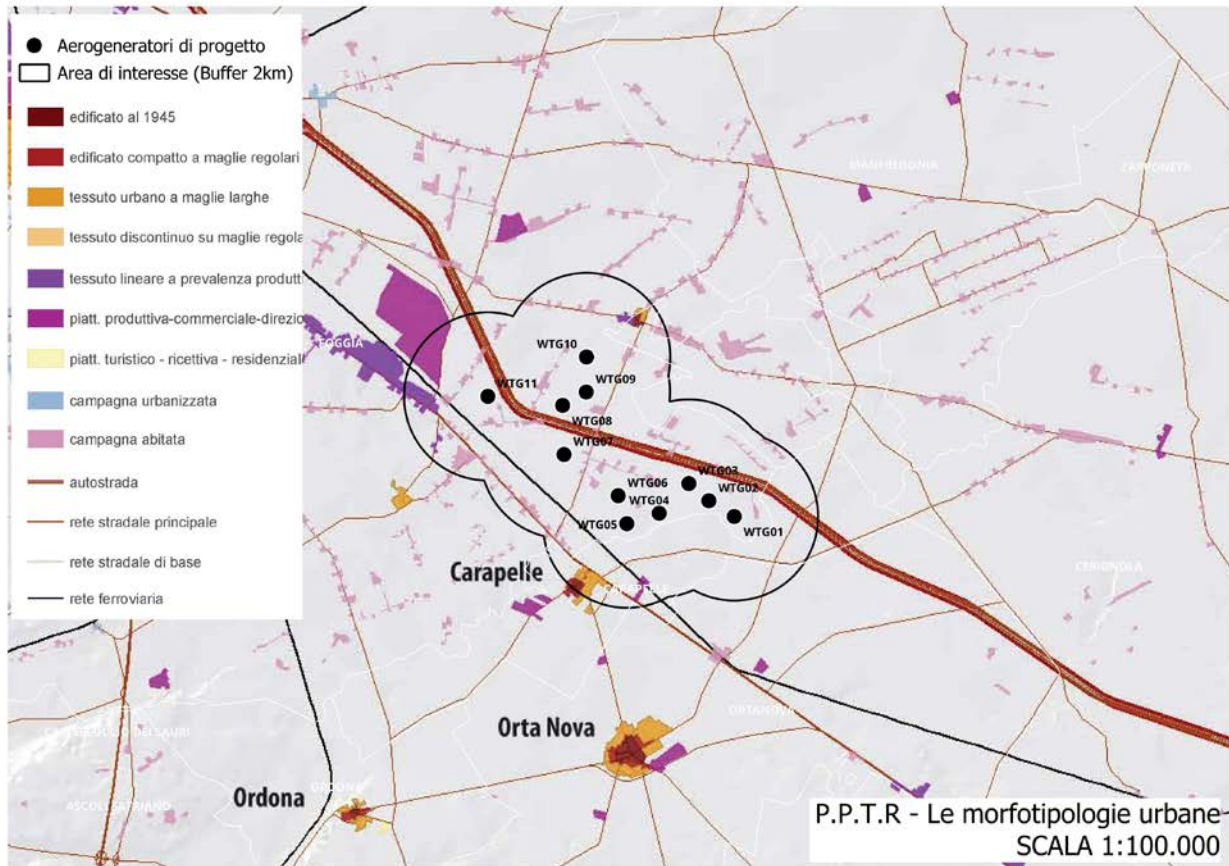 Aerogeneratori di progetto
Area di interesse (Buffer 2km)
edificato al 1945
edificato compatto a maglie regolari
tessuto urbano a maglie larghe
tessuto discontinuo su maglie regola
tessuto lineare a prevalenza produtt
piatt. produttiva-commerciale-direzio
piatt. turistico - ricettiva - residenzial
campagna urbanizzata
campagna abitata
autostrada
rete stradale principale
rete stradale di base
rete ferroviaria
MANFREDONIA
ZAPPONETA
FOGGIA
WTG10
WTG09
WTG11
WTG08
WTG07
WTG03
WTG06
WTG02
WTG04
WTG05
WTG01
Carapelle
CARAPELLE
CERIGNOLA
Orta Nova
ORTANOVA
CASTELLUCCIO DEI SAURI
Ordona
ORDONA
ASCOLI SATRIANO
P.P.T.R - Le morfotipologie urbane
SCALA 1:100.000